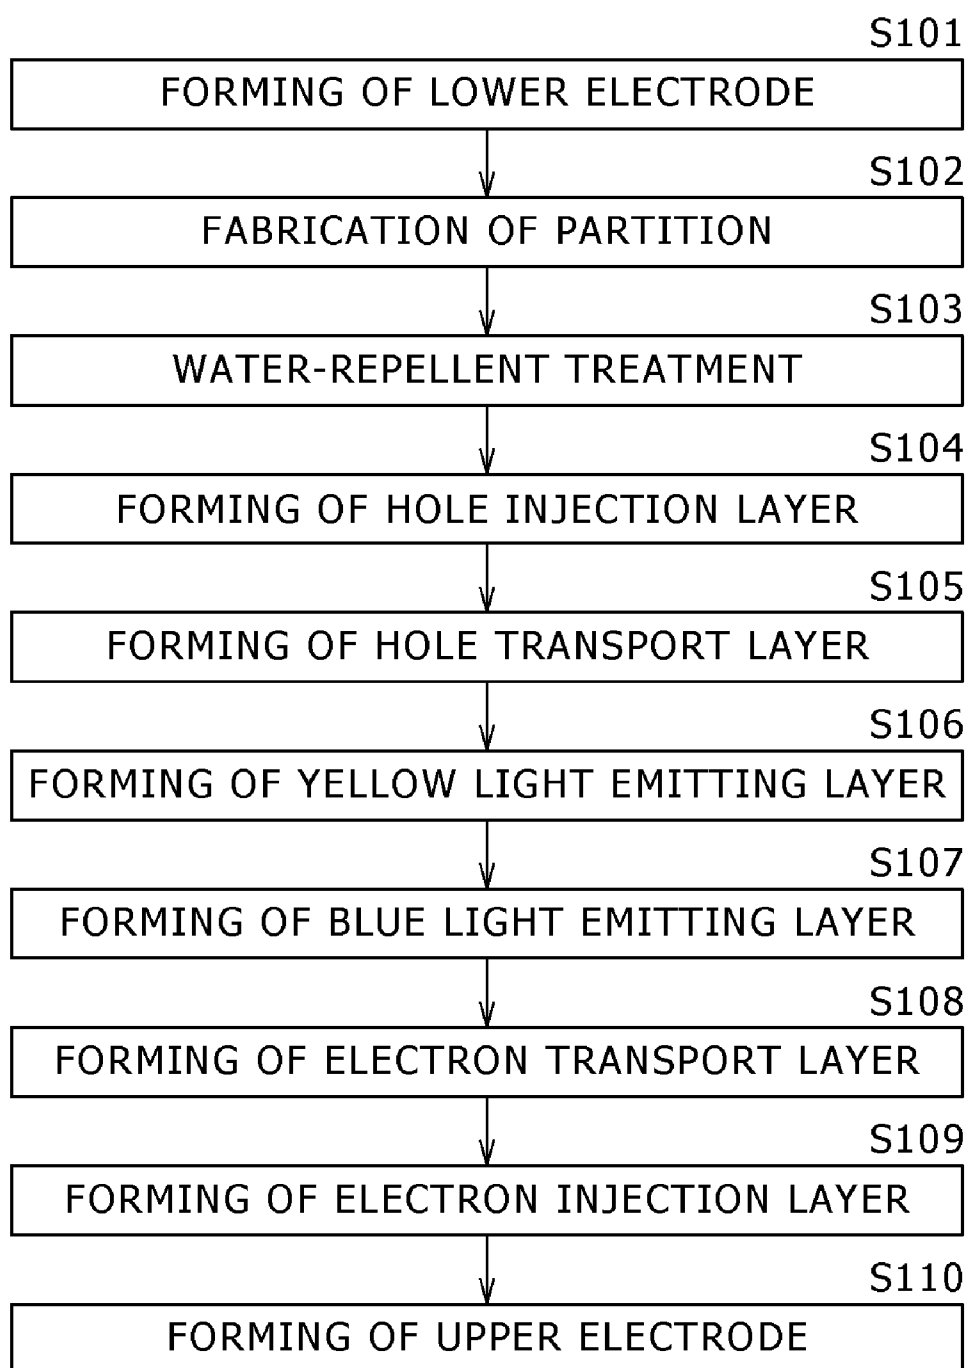 S101
FORMING OF LOWER ELECTRODE
S102
FABRICATION OF PARTITION
S103
WATER-REPELLENT TREATMENT
S104
FORMING OF HOLE INJECTION LAYER
S105
FORMING OF HOLE TRANSPORT LAYER
S106
FORMING OF YELLOW LIGHT EMITTING LAYER
S107
FORMING OF BLUE LIGHT EMITTING LAYER
S108
FORMING OF ELECTRON TRANSPORT LAYER
S109
FORMING OF ELECTRON INJECTION LAYER
S110
FORMING OF UPPER ELECTRODE